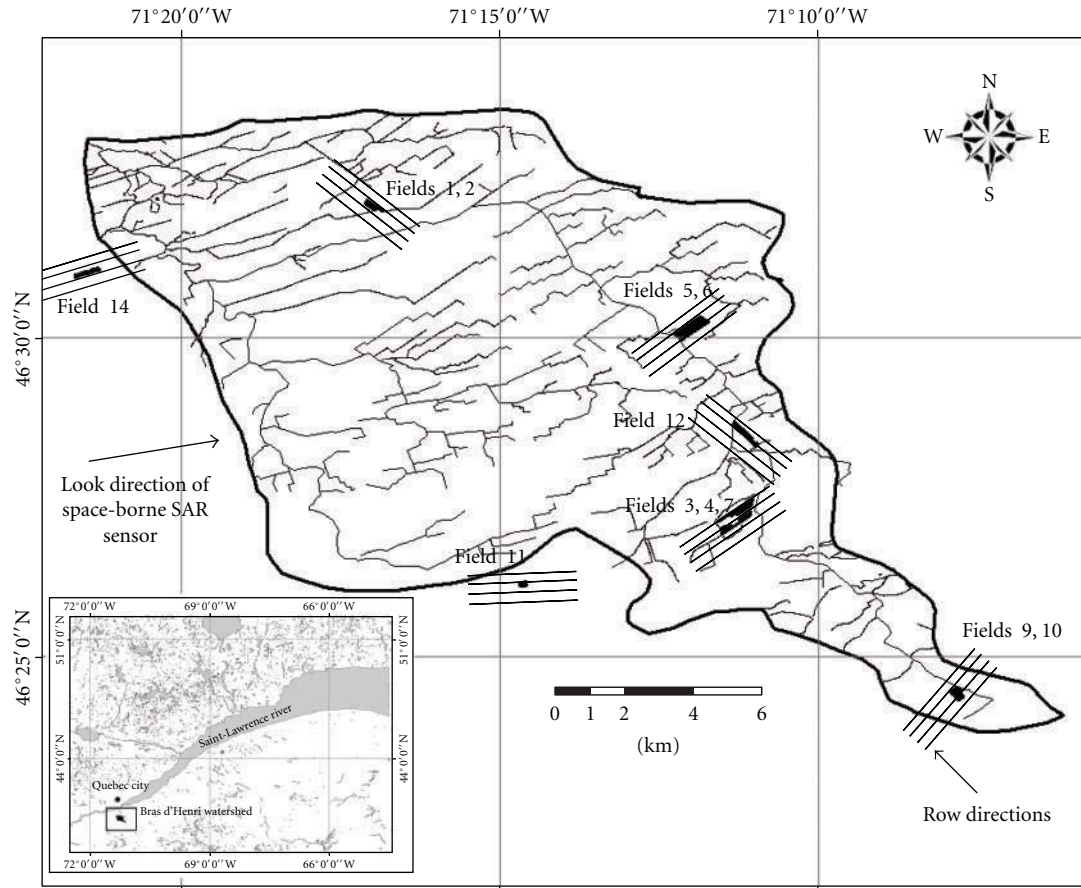 71°20′0′′W
71°15′0′′W
71°10′0′′W
N
W
E
S
Fields 1, 2
Field 14
Fields 5, 6
46°30′0′′N
Field 12
Look direction of
space-borne SAR
sensor
Fields 3, 4, 7
Field 11
72°0′0′′W
69°0′0′′W
66°0′0′′W
51°0′0′′N
Fields 9, 10
46°25′0′′N
0 1 2 4 6
(km)
Saint-Lawrence river
44°0′0′′N
Quebec city
Bras d'Henri watershed
Row directions
72°0′0′′W
69°0′0′′W
66°0′0′′W
51°0′0′′N
44°0′0′′N